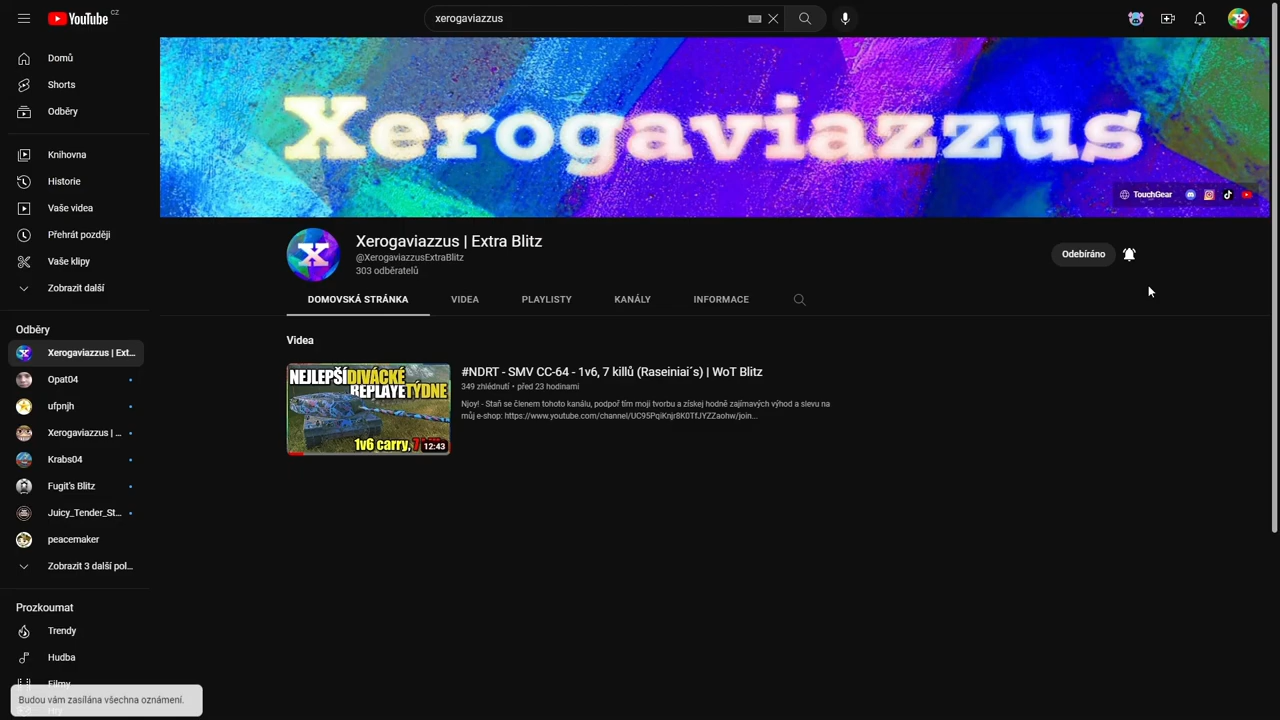 YouTube CZ
xerogaviazzus
Domů
Shorts
Odběry
Knihovna
Historie
Vaše videa
Přehrát později
Vaše klipy
Zobrazit další
Odběry
Xerogaviazzus | Ext...
Opat04
ufpnjh
Xerogaviazzus | ...
Krabs04
Fugit's Blitz
Juicy_Tender_St...
peacemaker
Zobrazit 3 další pol...
Prozkoumat
Trendy
Hudba
Filmy
Budou vám zasílána všechna oznámení.
Xerogaviazzus
TouchGear
X
Xerogaviazzus | Extra Blitz
@XerogaviazzusExtraBlitz
303 odběratelů
Odebíráno
DOMOVSKÁ STRÁNKA
VIDEA
PLAYLISTY
KANÁLY
INFORMACE
Videa
NEJLEPŠÍ DIVÁCKÉ
REPLAYE TÝDNE
1v6 carry, 7
12:43
#NDRT - SMV CC-64 - 1v6, 7 killů (Raseiniai´s) | WoT Blitz
349 zhlédnutí • před 23 hodinami
Njoy! - Staň se členem tohoto kanálu, podpoř tím moji tvorbu a získej hodně zajímavých výhod a slevu na
můj e-shop: https://www.youtube.com/channel/UC95PqiKnjr8K0TfJYZZaohw/join...